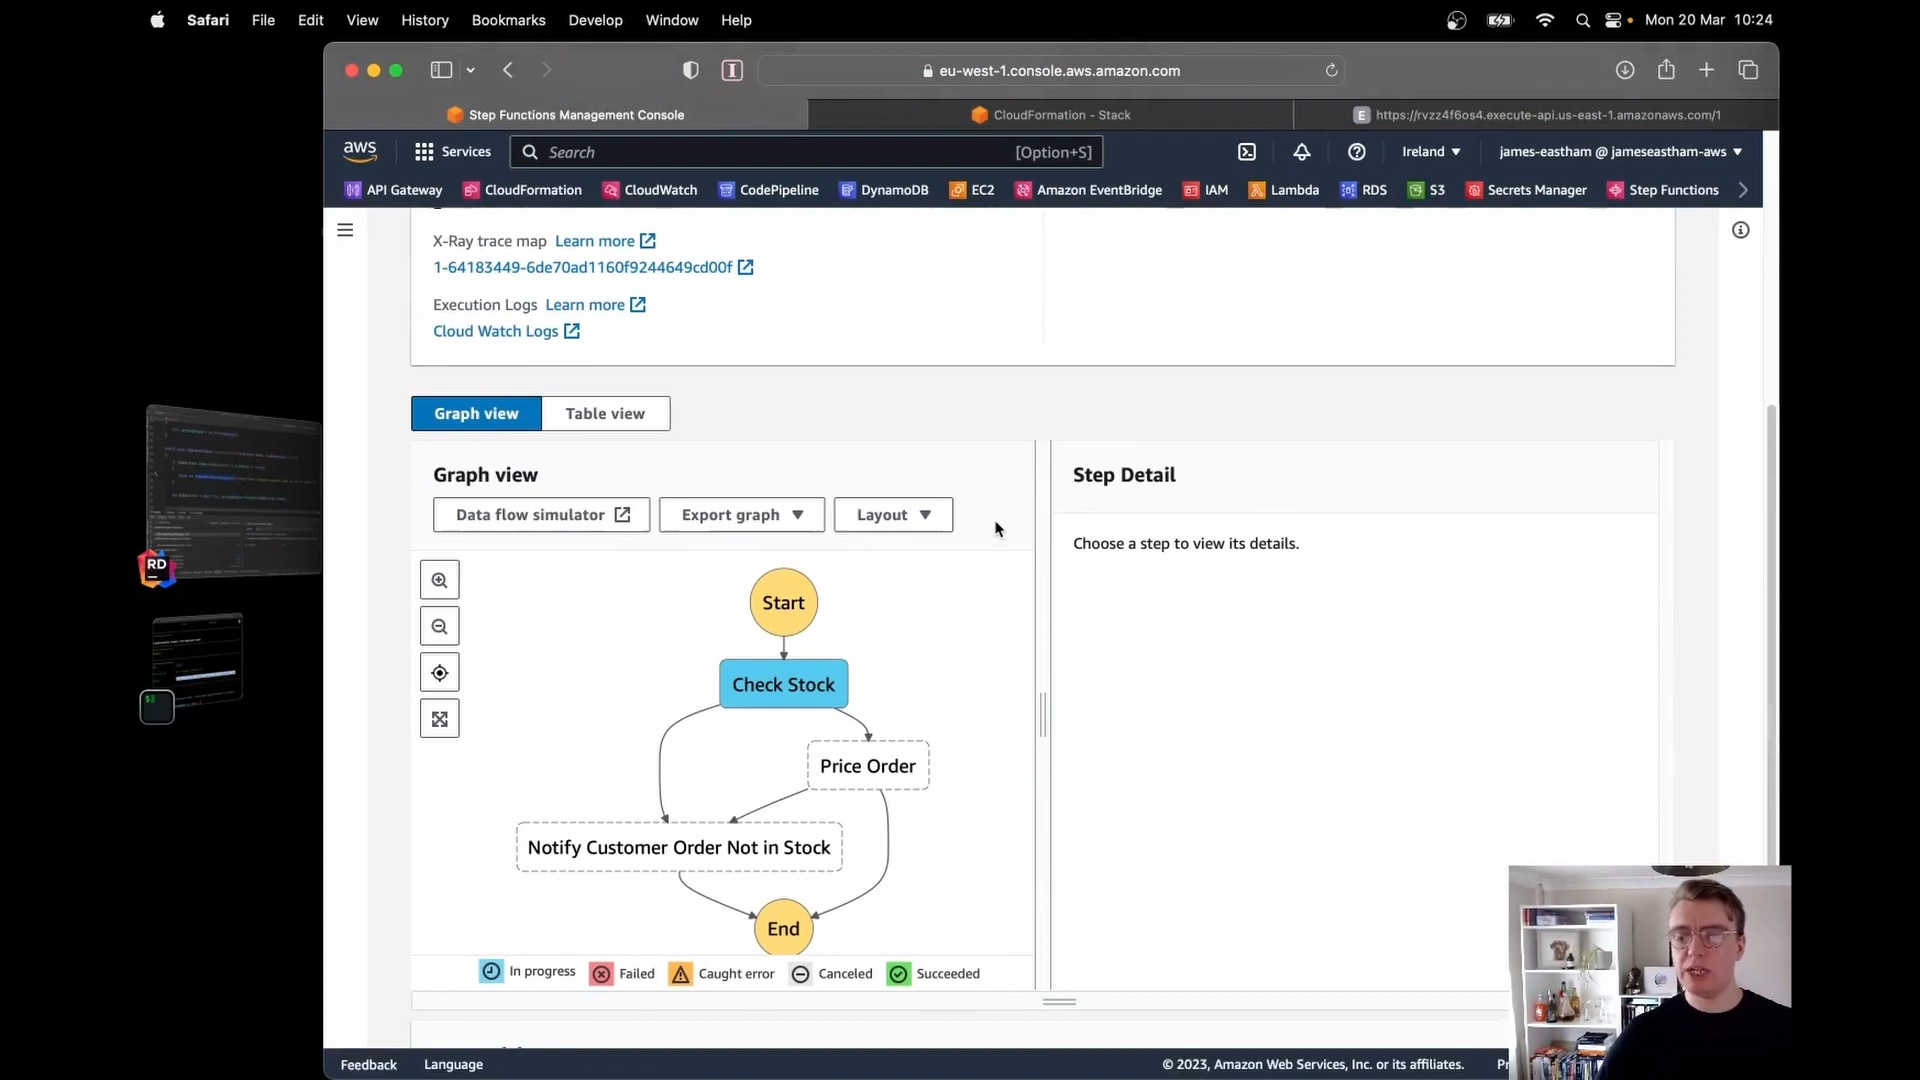 Safari File Edit View History Bookmarks Develop Window Help Mon 20 Mar 10:24
eu-west-1.console.aws.amazon.com
Step Functions Management Console CloudFormation - Stack E https://rvzz4f6os4.execute-api.us-east-1.amazonaws.com/1
aws Services Search [Option+S] Ireland ▼ james-eastham @ jameseastham-aws ▼
API Gateway CloudFormation CloudWatch CodePipeline DynamoDB EC2 Amazon EventBridge IAM Lambda RDS S3 Secrets Manager Step Functions
X-Ray trace map Learn more
1-64183449-6de70ad1160f9244649cd00f
Execution Logs Learn more
Cloud Watch Logs
Graph view Table view
Graph view
Step Detail
Data flow simulator Export graph ▼ Layout ▼
Choose a step to view its details.
Start
Check Stock
Price Order
Notify Customer Order Not in Stock
End
In progress Failed Caught error Canceled Succeeded
RD
Feedback Language © 2023, Amazon Web Services, Inc. or its affiliates.